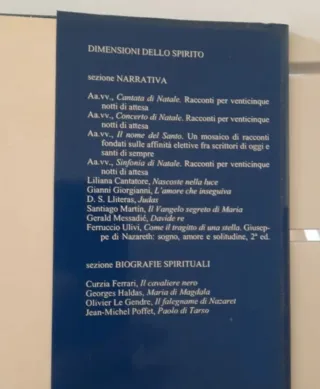 DIMENSIONI DELLO SPIRITO
sezione NARRATIVA
Aa.vv., Cantata di Natale. Racconti per venticinque
notti di attesa
Aa.vv., Concerto di Natale. Racconti per venticinque
notti di attesa
Aa.vv., Il nome del Santo. Un mosaico di racconti
fondati sulle affinità elettive fra scrittori di oggi e
santi di sempre
Aa.vv., Sinfonia di Natale. Racconti per venticinque
notti di attesa
Liliana Cantatore, Nascoste nella luce
Gianni Giorgianni, L'amore che inseguiva
D. S. Lliteras, Judas
Santiago Martín, Il Vangelo segreto di Maria
Gerald Messadié, Davide re
Ferruccio Ulivi, Come il tragitto di una stella. Giusep-
pe di Nazareth: sogno, amore e solitudine, 2ª ed.
sezione BIOGRAFIE SPIRITUALI
Curzia Ferrari, Il cavaliere nero
Georges Haldas, Maria di Magdala
Olivier Le Gendre, Il falegname di Nazaret
Jean-Michel Poffet, Paolo di Tarso